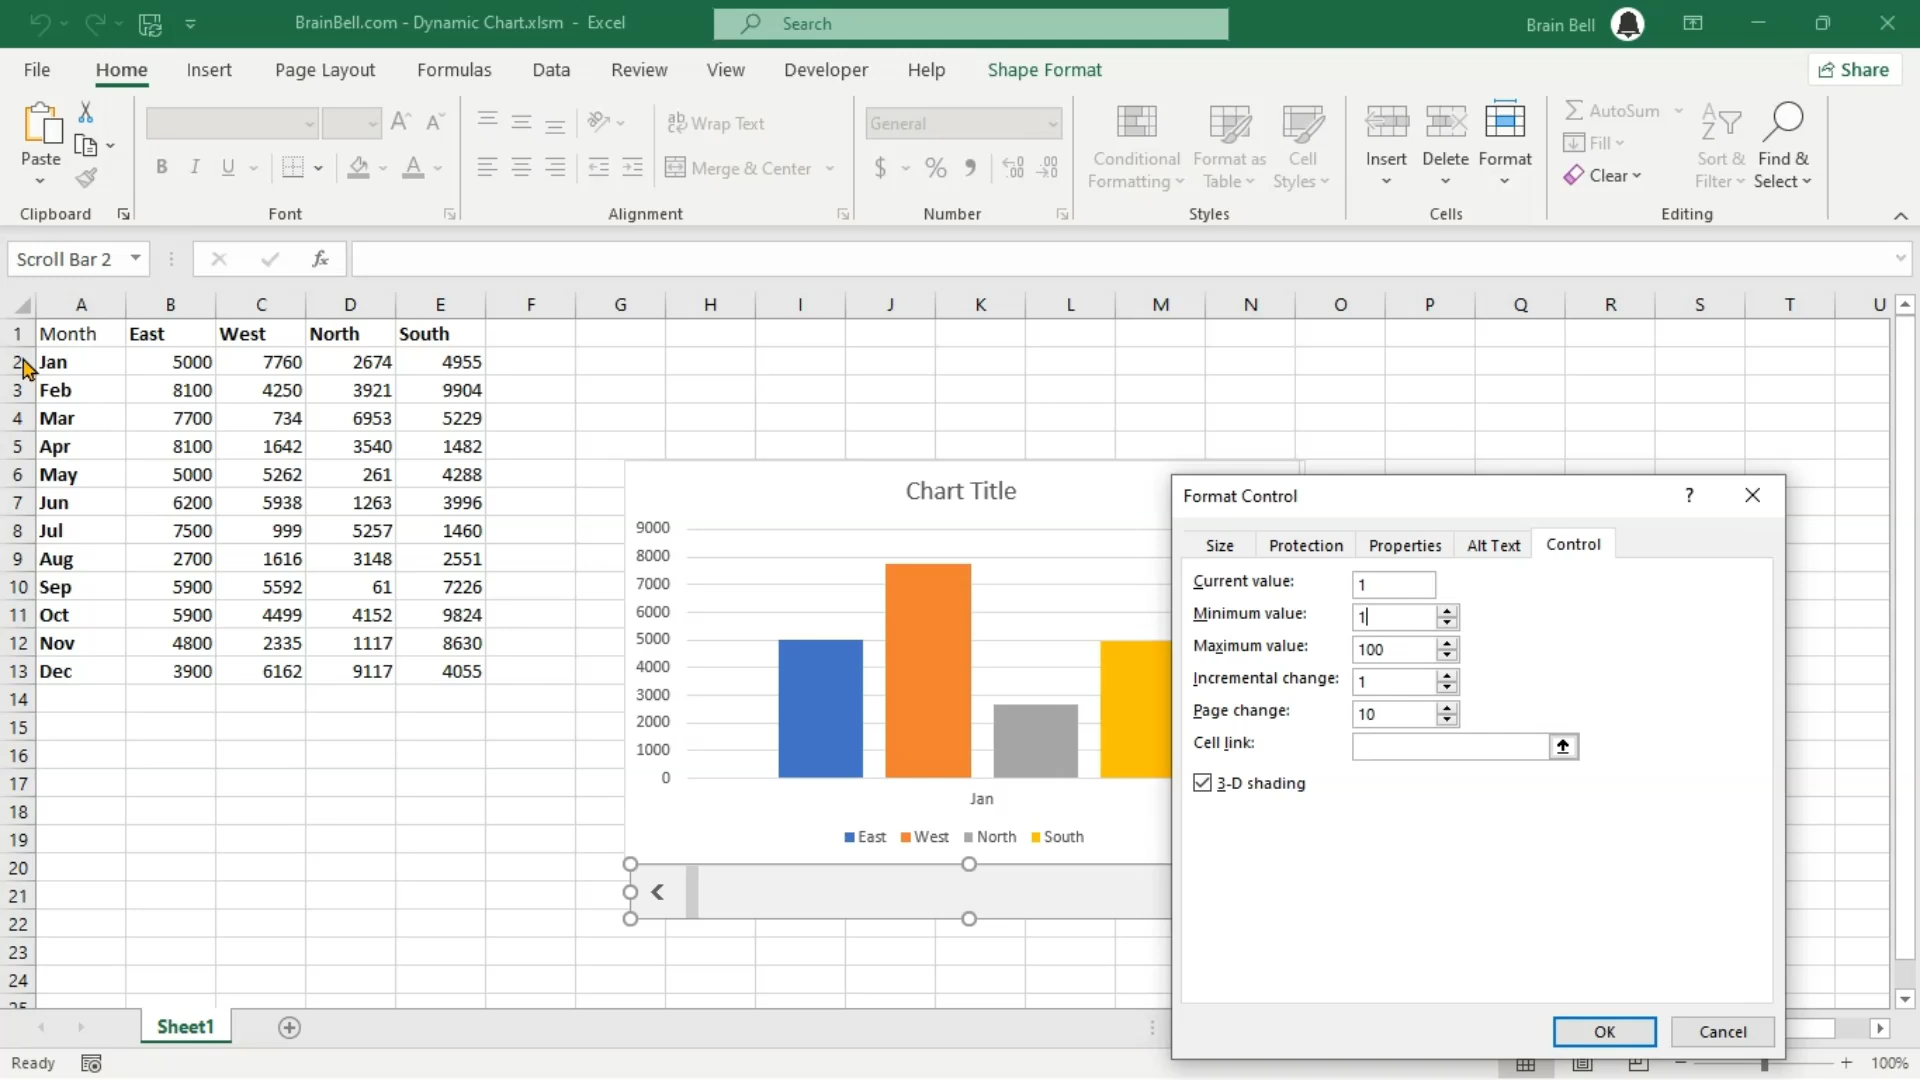 BrainBell.com - Dynamic Chart.xlsm - Excel
Search
Brain Bell
File Home Insert Page Layout Formulas Data Review View Developer Help Shape Format
Share
Paste
Clipboard
B I U A
Font
Wrap Text
Merge & Center
Alignment
General
$ %
Number
Conditional Formatting
Format as Table
Cell Styles
Styles
Insert Delete Format
Cells
AutoSum
Fill
Clear
Sort & Filter
Find & Select
Editing
Scroll Bar 2
fx
A B C D E F G H I J K L M N O P Q R S T U
1 Month East West North South
2 Jan 5000 7760 2674 4955
3 Feb 8100 4250 3921 9904
4 Mar 7700 734 6953 5229
5 Apr 8100 1642 3540 1482
6 May 5000 5262 261 4288
7 Jun 6200 5938 1263 3996
8 Jul 7500 999 5257 1460
9 Aug 2700 1616 3148 2551
10 Sep 5900 5592 61 7226
11 Oct 5900 4499 4152 9824
12 Nov 4800 2335 1117 8630
13 Dec 3900 6162 9117 4055
14
15
16
17
18
19
20
21
22
23
24
25
Chart Title
9000
8000
7000
6000
5000
4000
3000
2000
1000
0
Jan
East West North South
Format Control
?
Size Protection Properties Alt Text Control
Current value: 1
Minimum value: 1
Maximum value: 100
Incremental change: 1
Page change: 10
Cell link:
3-D shading
OK Cancel
Sheet1
Ready
100%